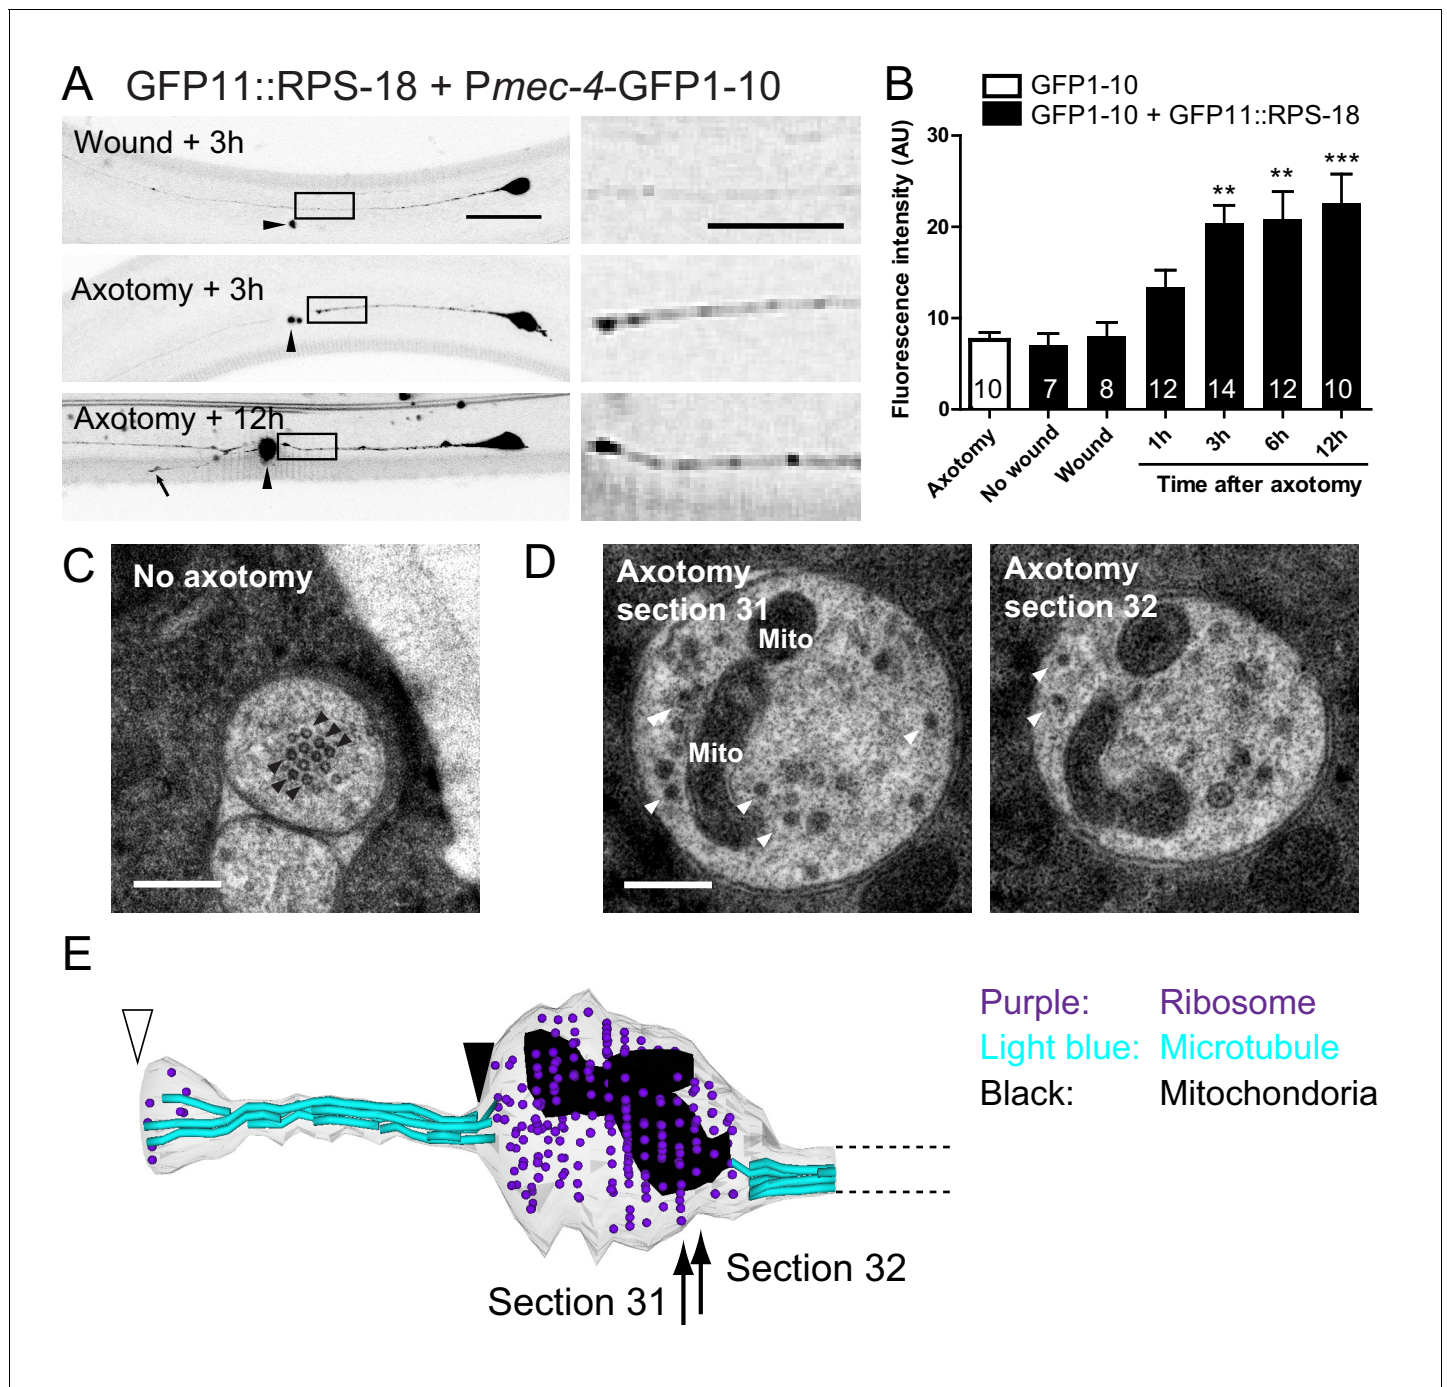 A GFP11::RPS-18 + Pmec-4-GFP1-10
Wound + 3h
Axotomy + 3h
Axotomy + 12h
B
GFP1-10
GFP1-10 + GFP11::RPS-18
Fluorescence intensity (AU)
30
20
10
0
** ** ***
10 7 8 12 14 12 10
Axotomy
No wound
Wound
1h
3h
6h
12h
Time after axotomy
C
No axotomy
D
Axotomy
section 31
Mito
Mito
Axotomy
section 32
E
Purple: Ribosome
Light blue: Microtubule
Black: Mitochondoria
Section 32
Section 31